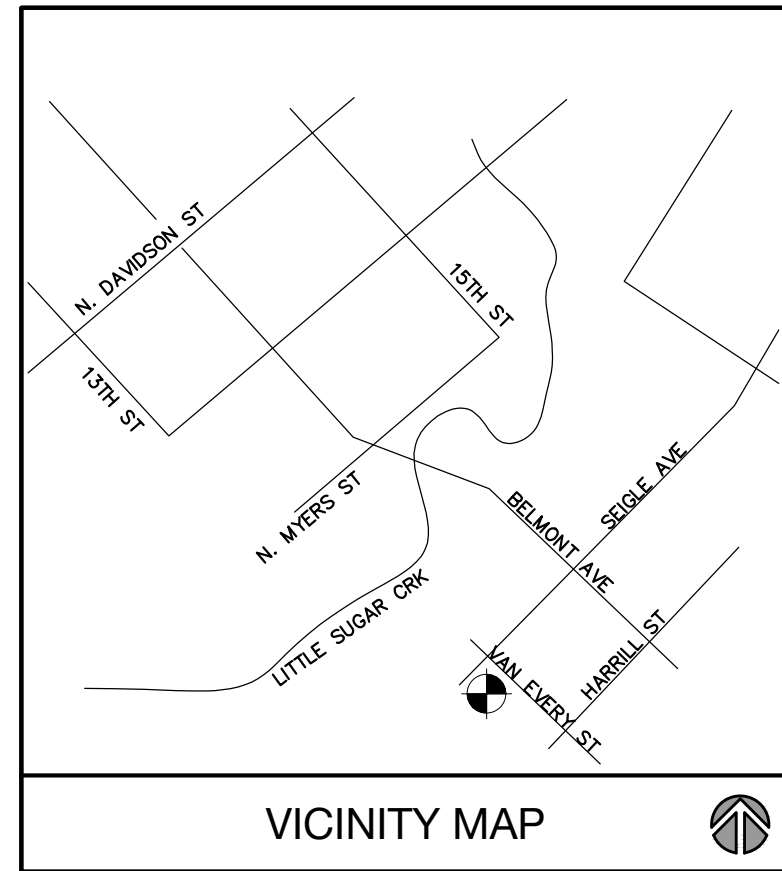 N. DAVIDSON ST
15TH ST
13TH ST
N. MYERS ST
SEIGLE AVE
BELMONT AVE
LITTLE SUGAR CRK
HARRILL ST
VAN EVERY ST
VICINITY MAP